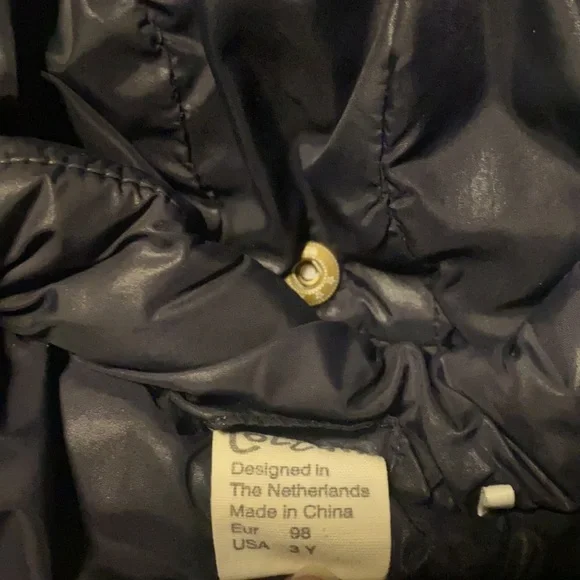 Designed in
The Netherlands
Made in China
Eur 98
USA 3 Y